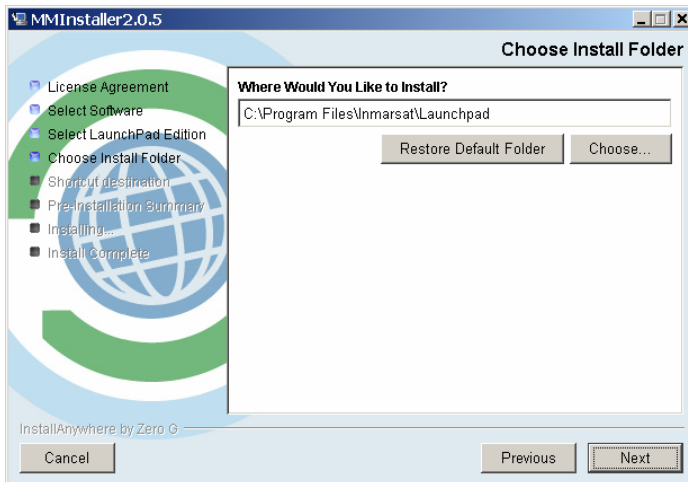 MMInstaller2.0.5
Choose Install Folder
License Agreement
Select Software
Select LaunchPad Edition
Choose Install Folder
Shortcut destination
Pre-Installation Summary
Installing...
Install Complete
Where Would You Like to Install?
C:\Program Files\Inmarsat\Launchpad
Restore Default Folder
Choose...
InstallAnywhere by Zero G
Cancel
Previous
Next